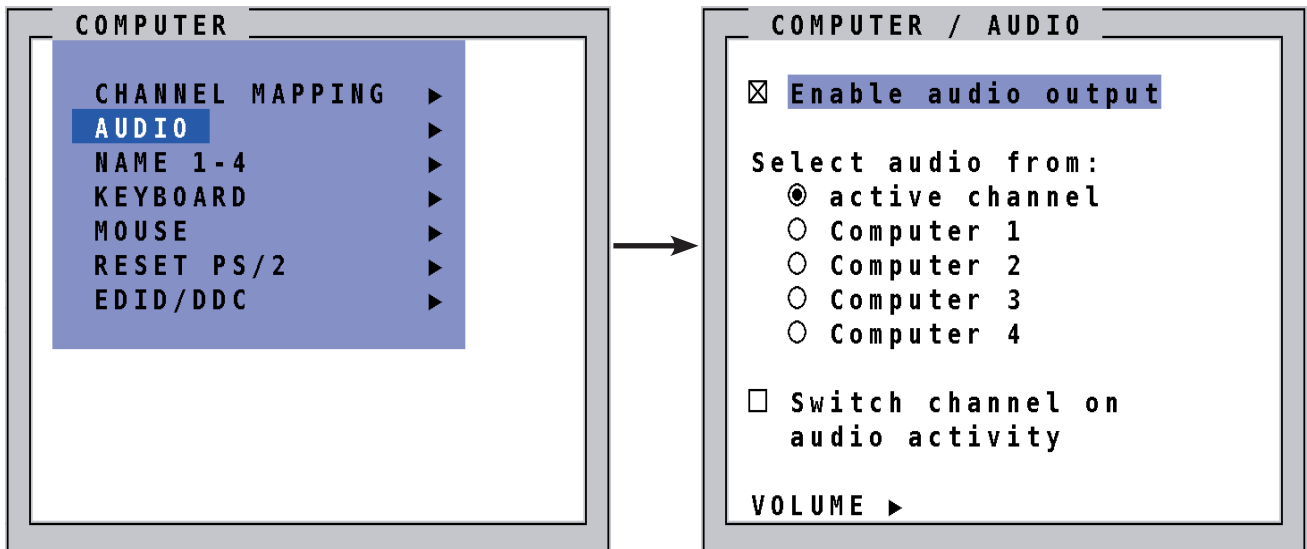 COMPUTER
CHANNEL MAPPING ▶
AUDIO ▶
NAME 1-4 ▶
KEYBOARD ▶
MOUSE ▶
RESET PS/2 ▶
EDID/DDC ▶
COMPUTER / AUDIO
☒ Enable audio output
Select audio from:
◉ active channel
○ Computer 1
○ Computer 2
○ Computer 3
○ Computer 4
☐ Switch channel on
audio activity
VOLUME ▶